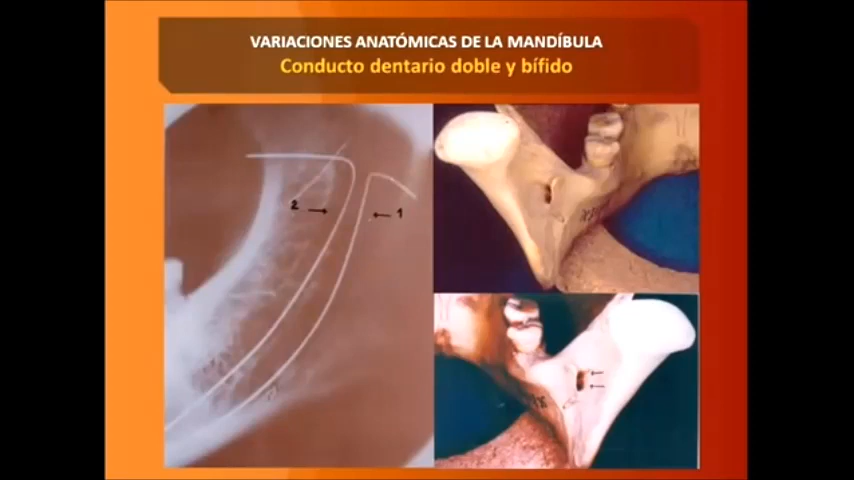 VARIACIONES ANATÓMICAS DE LA MANDÍBULA
Conducto dentario doble y bífido
2
1